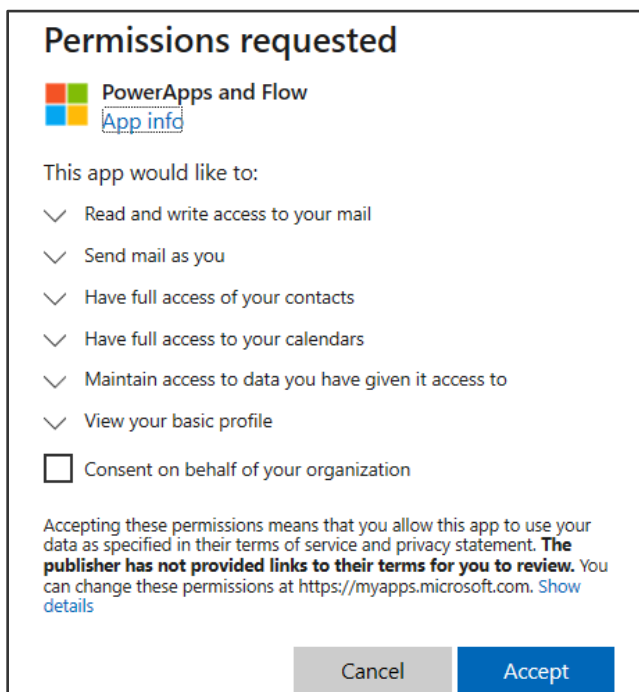 Permissions requested
PowerApps and Flow
App info
This app would like to:
Read and write access to your mail
Send mail as you
Have full access of your contacts
Have full access to your calendars
Maintain access to data you have given it access to
View your basic profile
Consent on behalf of your organization
Accepting these permissions means that you allow this app to use your
data as specified in their terms of service and privacy statement. The
publisher has not provided links to their terms for you to review. You
can change these permissions at https://myapps.microsoft.com. Show
details
Cancel Accept